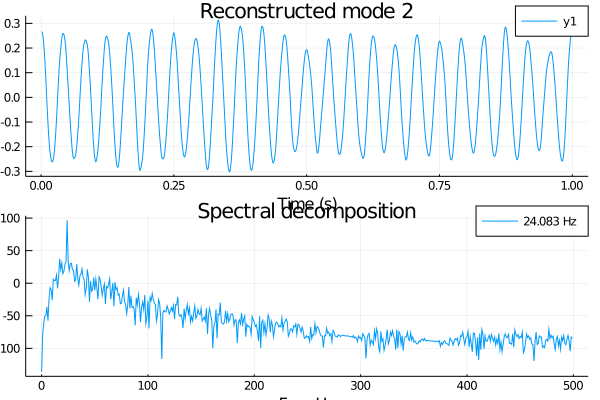 Reconstructed mode 2
y1
0.3
0.2
0.1
0.0
-0.1
-0.2
-0.3
0.00 0.25 0.50 0.75 1.00
Time (s)
Spectral decomposition
24.083 Hz
100
50
0
50
100
0 100 200 300 400 500